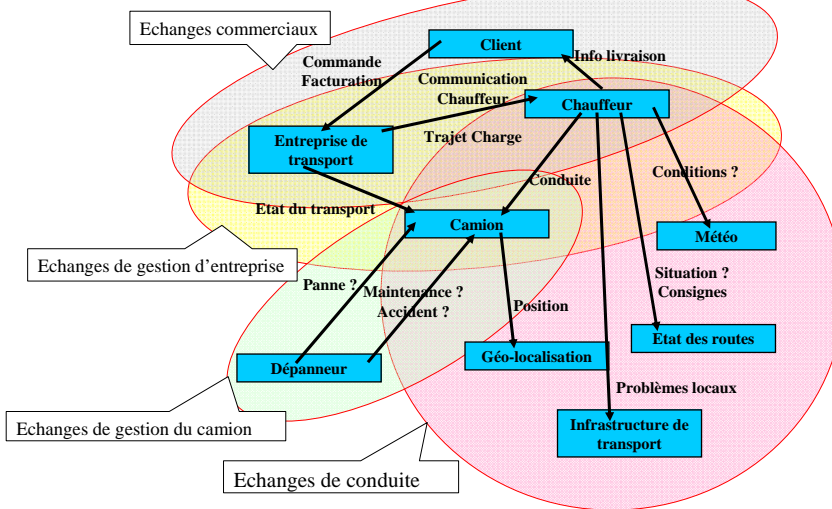 Echanges commerciaux
Client
Commande
Facturation
Info livraison
Communication
Chauffeur
Chauffeur
Entreprise de
transport
Trajet Charge
Conduite
Conditions ?
Etat du transport
Camion
Météo
Echanges de gestion d'entreprise
Panne ?
Maintenance ?
Accident ?
Position
Situation ?
Consignes
Etat des routes
Dépanneur
Géo-localisation
Problèmes locaux
Echanges de gestion du camion
Infrastructure de
transport
Echanges de conduite